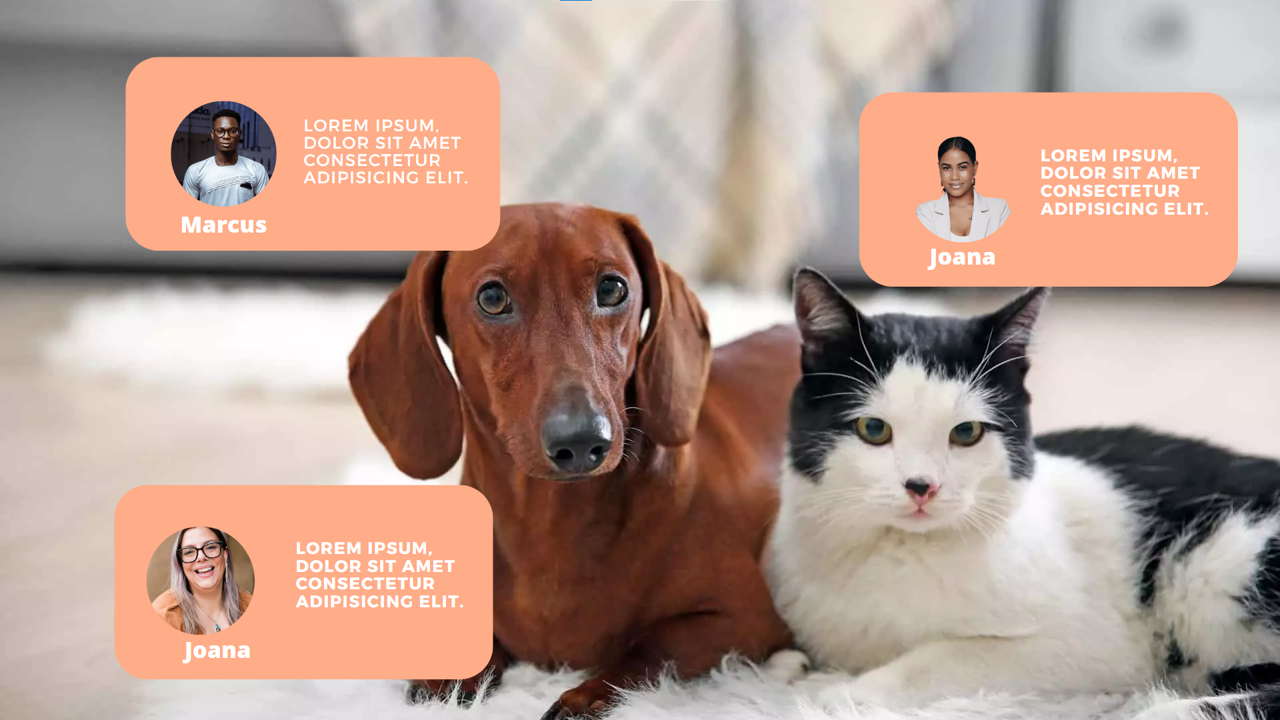 LOREM IPSUM,
DOLOR SIT AMET
CONSECTETUR
ADIPISICING ELIT.
Marcus
LOREM IPSUM,
DOLOR SIT AMET
CONSECTETUR
ADIPISICING ELIT.
Joana
LOREM IPSUM,
DOLOR SIT AMET
CONSECTETUR
ADIPISICING ELIT.
Joana